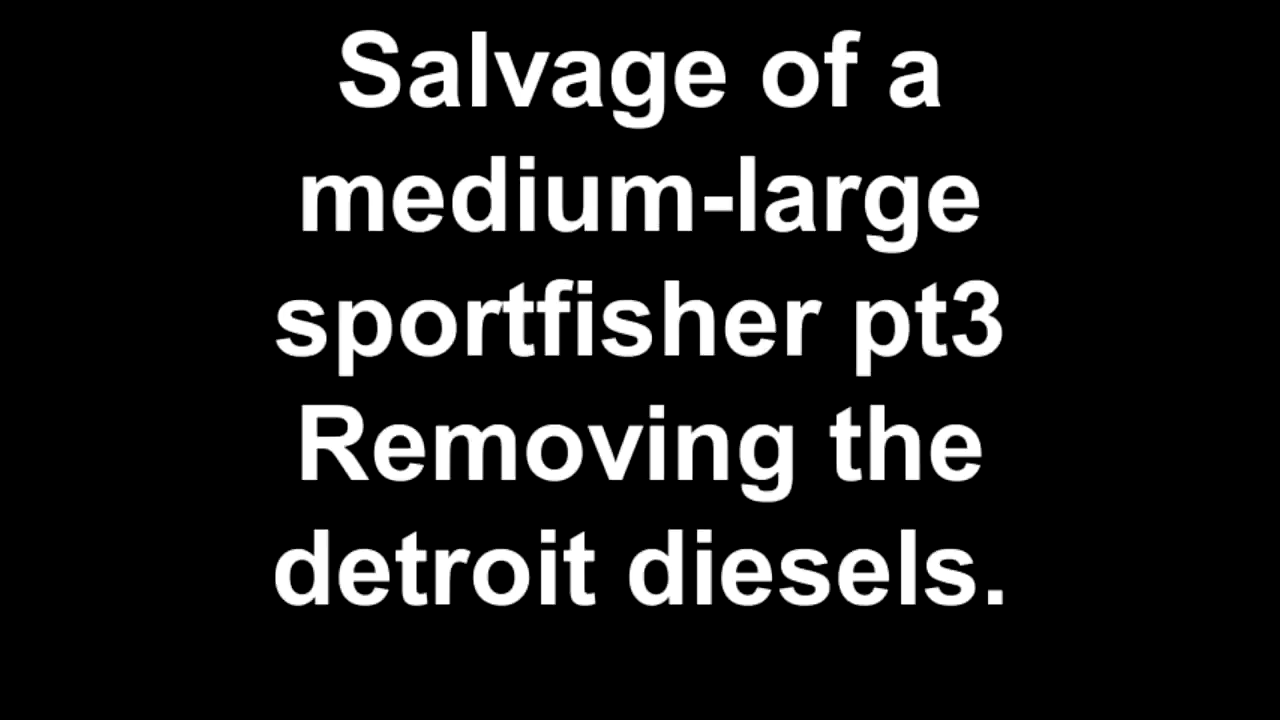 Salvage of a
medium-large
sportfisher pt3
Removing the
detroit diesels.